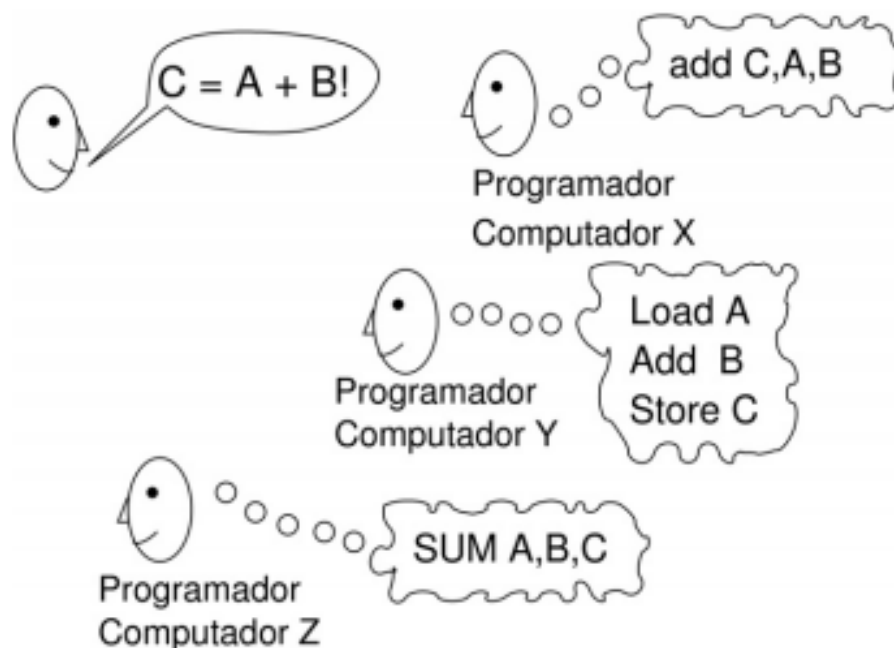 C = A + B!
add C,A,B
Programador
Computador X
Load A
Add B
Store C
Programador
Computador Y
SUM A,B,C
Programador
Computador Z